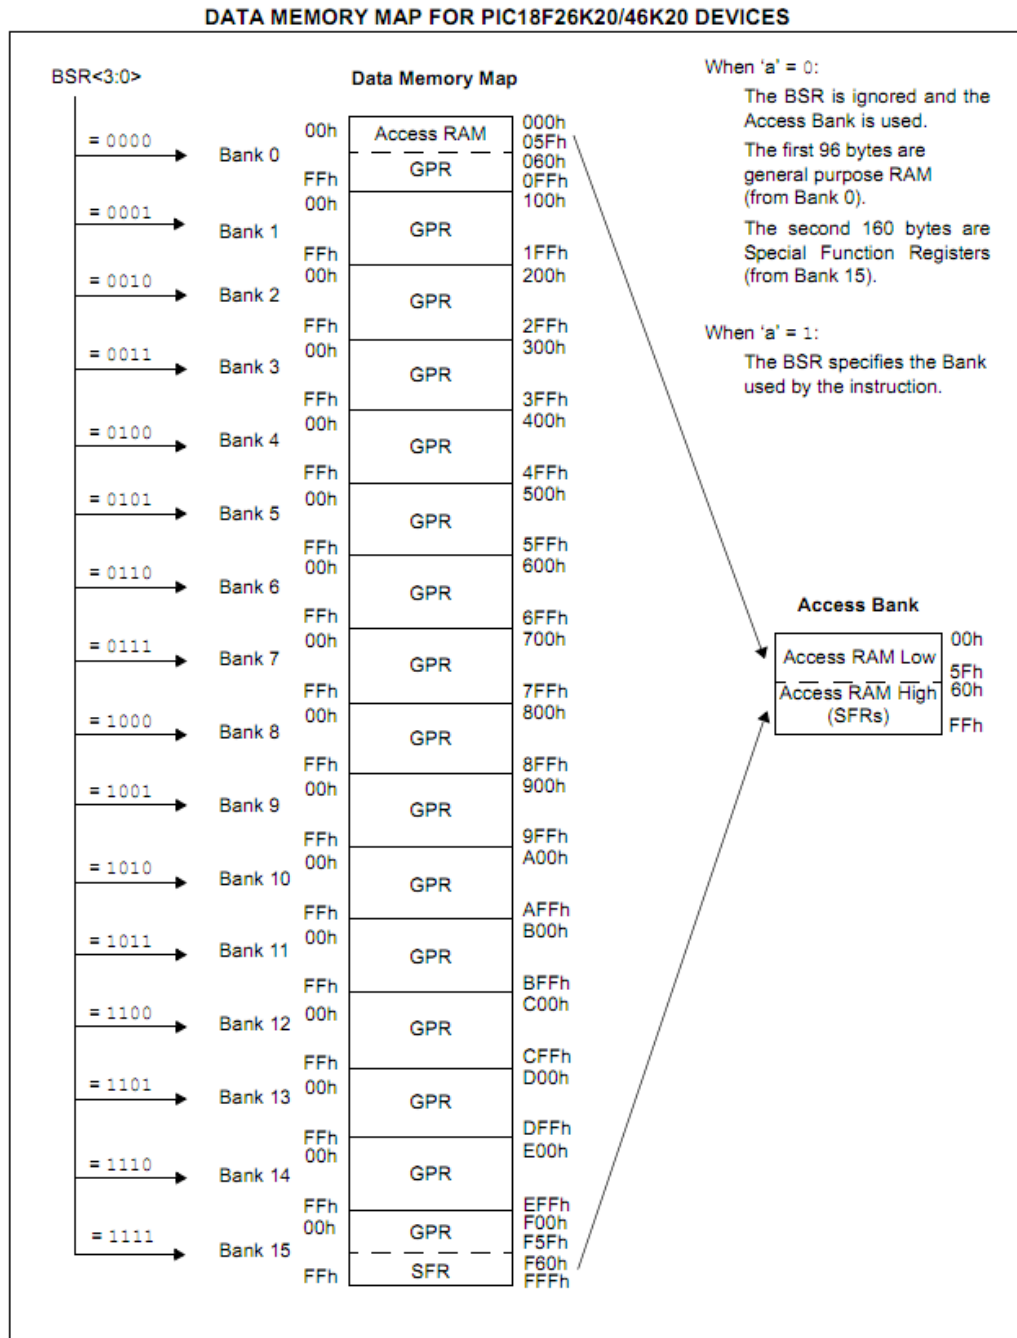 DATA MEMORY MAP FOR PIC18F26K20/46K20 DEVICES
BSR<3:0>
Data Memory Map
When ‘a’ = 0:
The BSR is ignored and the
Access Bank is used.
The first 96 bytes are
general purpose RAM
(from Bank 0).
The second 160 bytes are
Special Function Registers
(from Bank 15).
When ‘a’ = 1:
The BSR specifies the Bank
used by the instruction.
= 0000
Bank 0
00h
Access RAM
000h
05Fh
GPR
060h
FFh
0FFh
= 0001
Bank 1
00h
100h
GPR
FFh
1FFh
= 0010
Bank 2
00h
200h
GPR
FFh
2FFh
= 0011
Bank 3
00h
300h
GPR
FFh
3FFh
= 0100
Bank 4
00h
400h
GPR
FFh
4FFh
= 0101
Bank 5
00h
500h
GPR
FFh
5FFh
= 0110
Bank 6
00h
600h
GPR
FFh
6FFh
= 0111
Bank 7
00h
700h
GPR
FFh
7FFh
= 1000
Bank 8
00h
800h
GPR
FFh
8FFh
= 1001
Bank 9
00h
900h
GPR
FFh
9FFh
= 1010
Bank 10
00h
A00h
GPR
FFh
AFFh
= 1011
Bank 11
00h
B00h
GPR
FFh
BFFh
= 1100
Bank 12
00h
C00h
GPR
FFh
CFFh
= 1101
Bank 13
00h
D00h
GPR
FFh
DFFh
= 1110
Bank 14
00h
E00h
GPR
FFh
EFFh
= 1111
Bank 15
00h
F00h
GPR
F5Fh
F60h
SFR
FFh
FFFh
Access Bank
Access RAM Low
00h
5Fh
Access RAM High
60h
(SFRs)
FFh